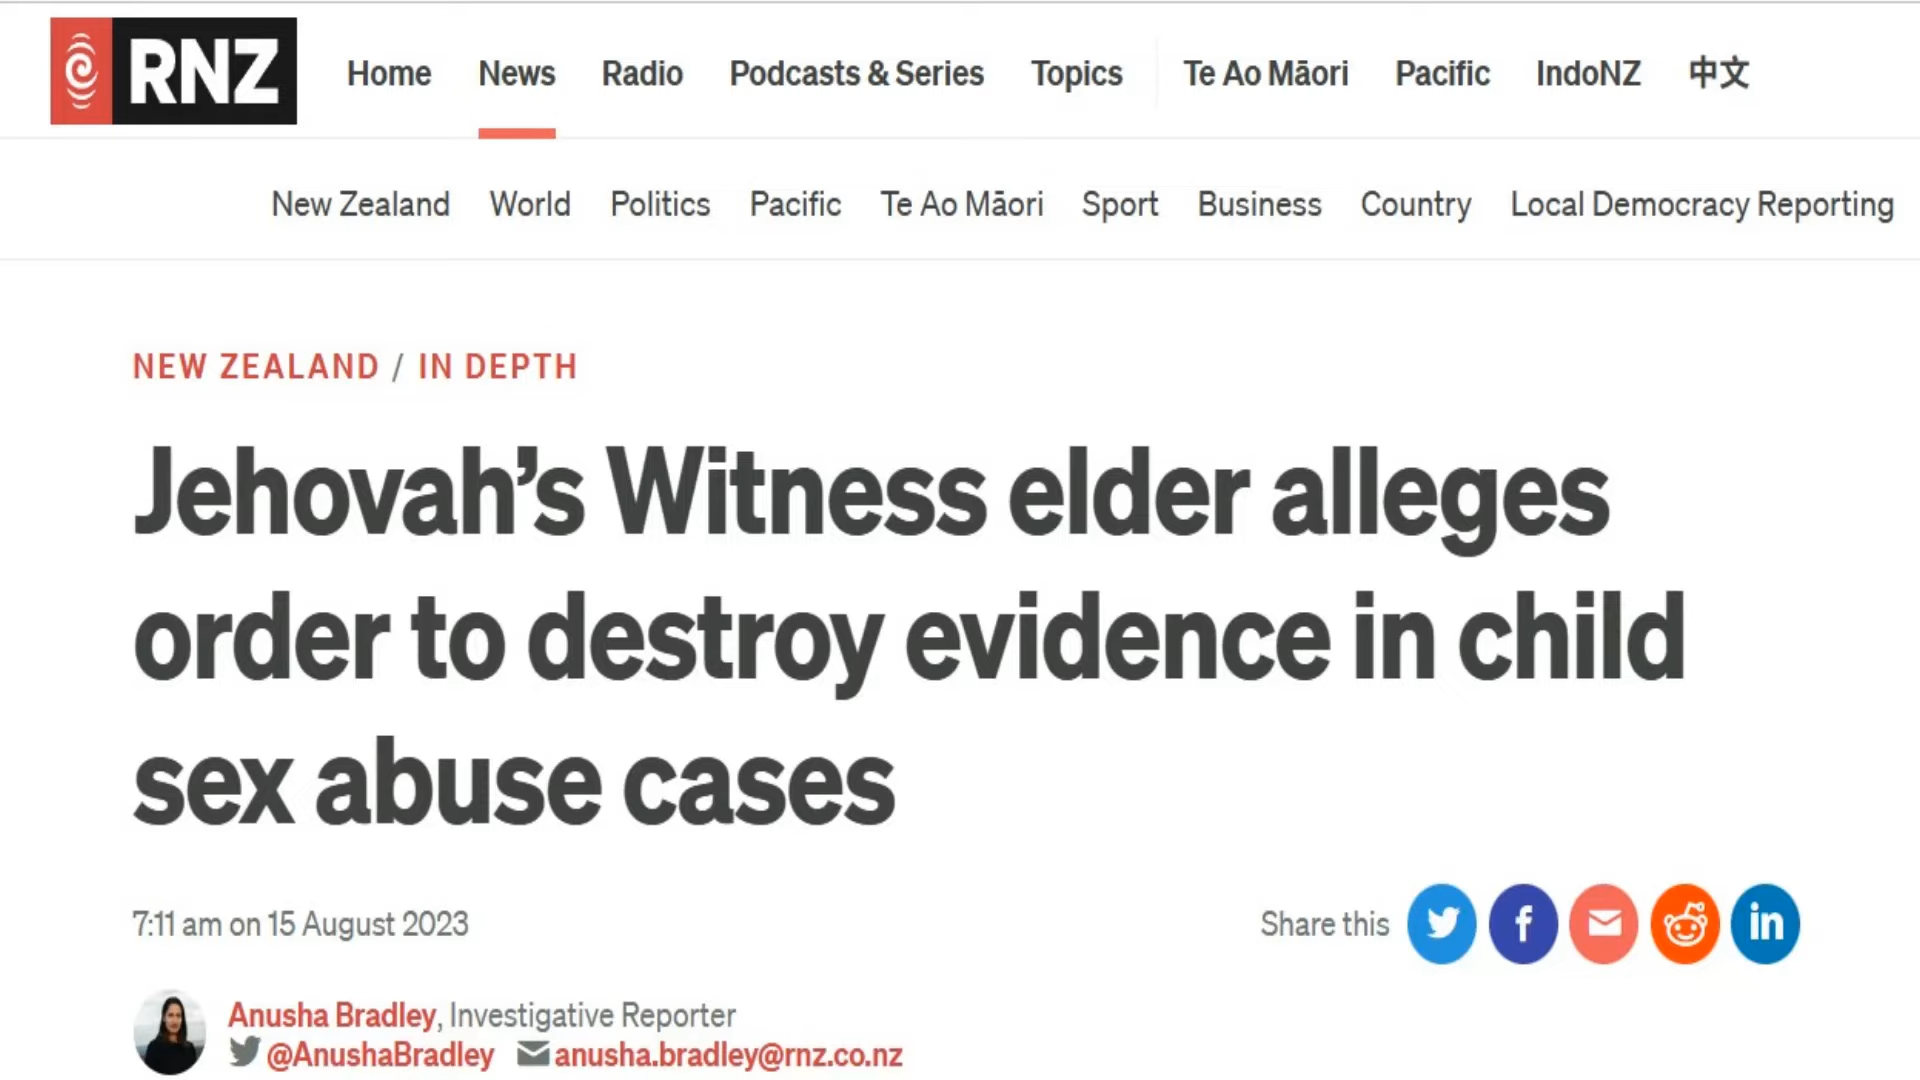 RNZ Home News Radio Podcasts & Series Topics Te Ao Māori Pacific IndoNZ 中文
New Zealand World Politics Pacific Te Ao Māori Sport Business Country Local Democracy Reporting
NEW ZEALAND / IN DEPTH
Jehovah’s Witness elder alleges
order to destroy evidence in child
sex abuse cases
7:11 am on 15 August 2023
Share this
Anusha Bradley, Investigative Reporter
@AnushaBradley anusha.bradley@rnz.co.nz